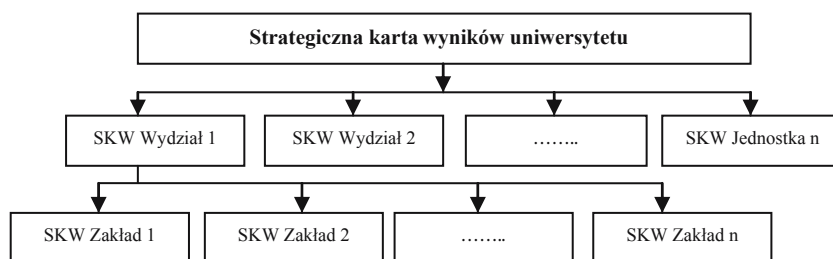 Strategiczna karta wyników uniwersytetu
SKW Wydział 1
SKW Wydział 2
……..
SKW Jednostka n
SKW Zakład 1
SKW Zakład 2
……..
SKW Zakład n